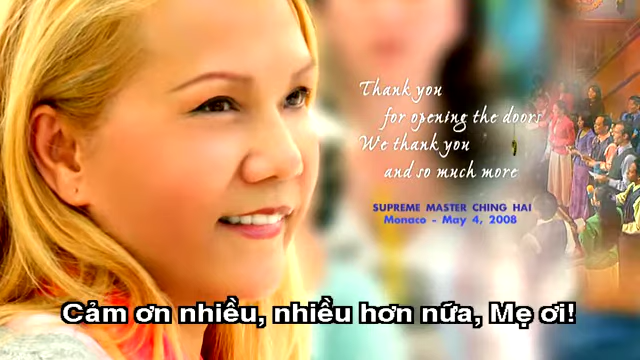 Thank you
for opening the doors
We thank you
and so much more
SUPREME MASTER CHING HAI
Monaco - May 4, 2008
Cảm ơn nhiều, nhiều hơn nữa, Mẹ ơi!